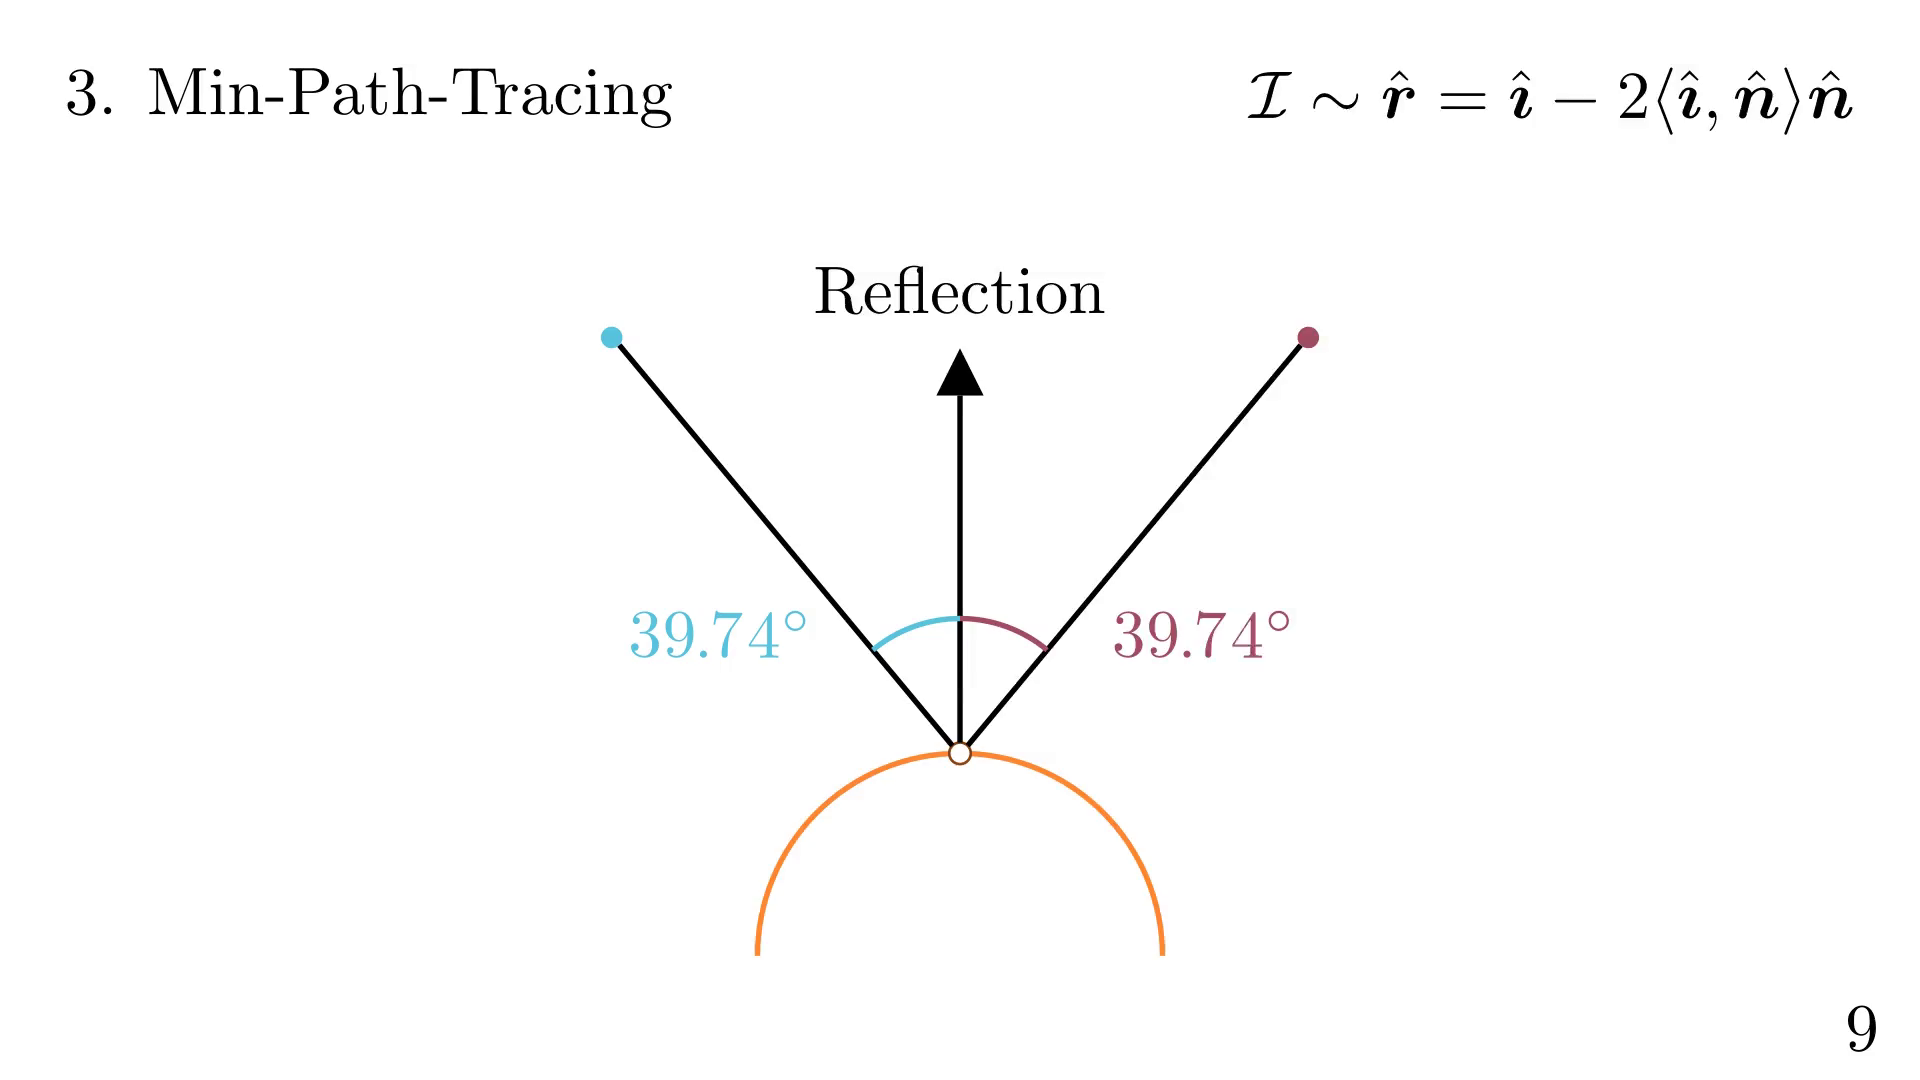 3. Min-Path-Tracing
𝓘 ∼ r̂ = î − 2⟨î, n̂⟩n̂
Reflection
39.74° 39.74°
9